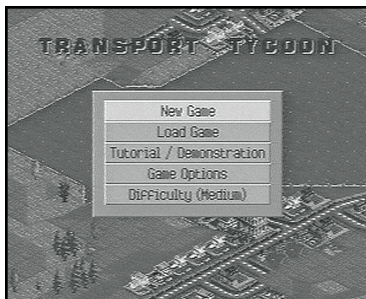 TRANSPORT TYCOON
New Game
Load Game
Tutorial / Demonstration
Game Options
Difficulty (Medium)